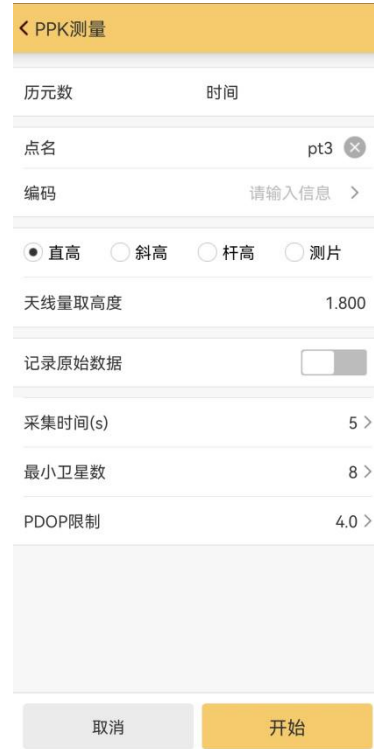 PPK测量
历元数 时间
点名 pt3
编码 请输入信息
直高 斜高 杆高 测片
天线量取高度 1.800
记录原始数据
采集时间(s) 5
最小卫星数 8
PDOP限制 4.0
取消 开始